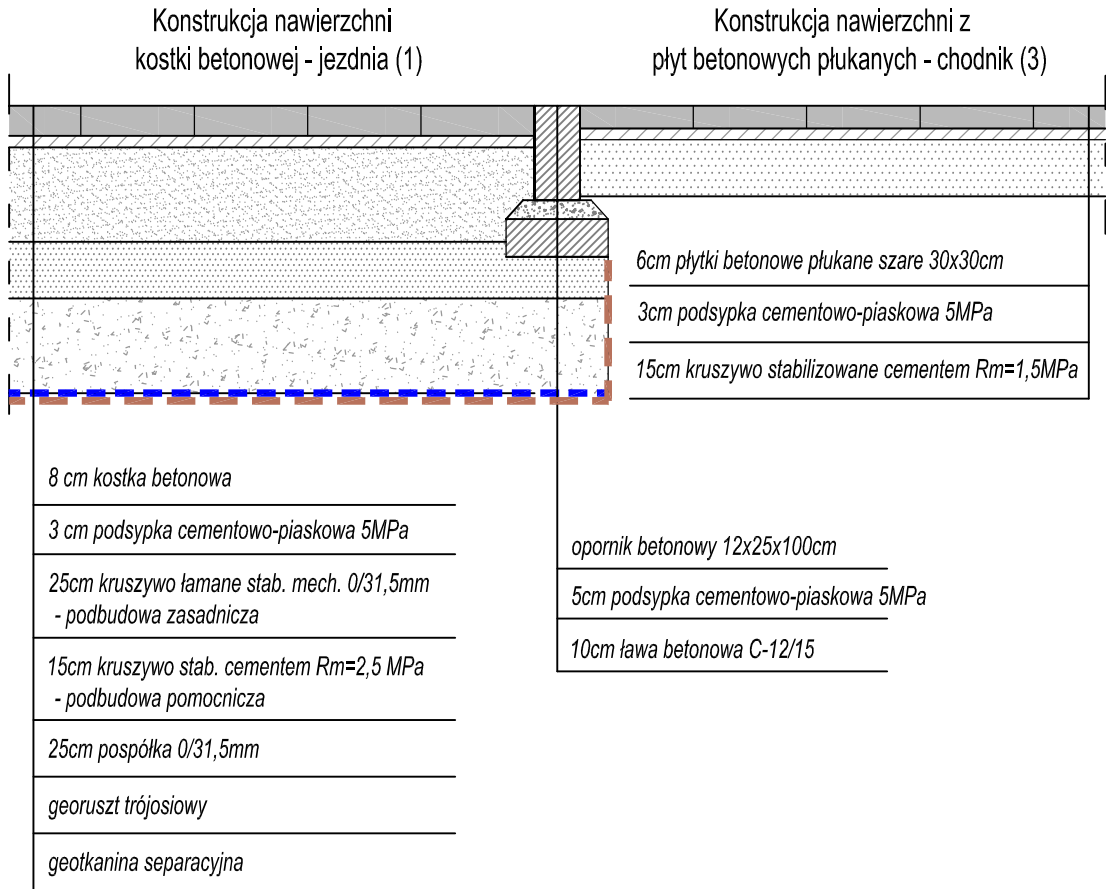 Konstrukcja nawierzchni
kostki betonowej - jezdnia (1)
Konstrukcja nawierzchni z
płyt betonowych płukanych - chodnik (3)
6cm płytki betonowe płukane szare 30x30cm
3cm podsypka cementowo-piaskowa 5MPa
15cm kruszywo stabilizowane cementem Rm=1,5MPa
8 cm kostka betonowa
3 cm podsypka cementowo-piaskowa 5MPa
25cm kruszywo łamane stab. mech. 0/31,5mm
- podbudowa zasadnicza
15cm kruszywo stab. cementem Rm=2,5 MPa
- podbudowa pomocnicza
25cm pospółka 0/31,5mm
georuszt trójosiowy
geotkanina separacyjna
opornik betonowy 12x25x100cm
5cm podsypka cementowo-piaskowa 5MPa
10cm ława betonowa C-12/15